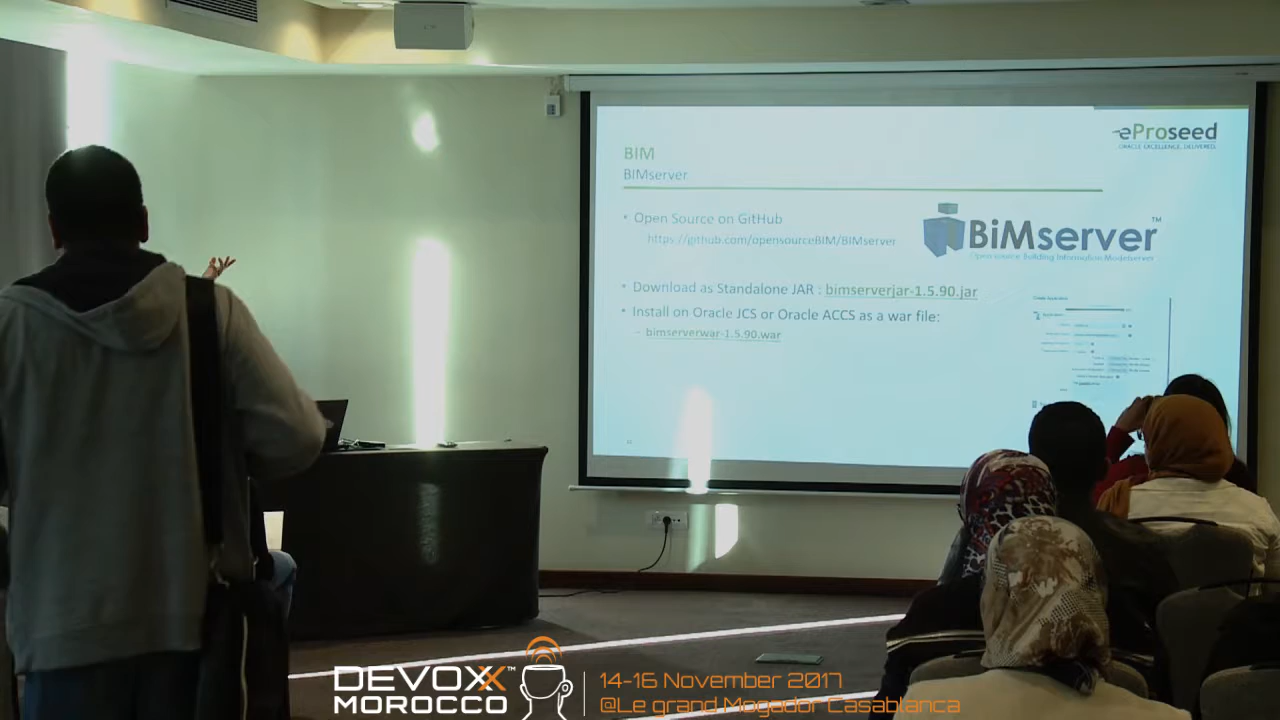 eProseed
ORACLE EXCELLENCE. DELIVERED.
BIM
BIMserver
• Open Source on GitHub
https://github.com/opensourceBIM/BIMserver
BiMserver™
Open source Building Information Modelserver
• Download as Standalone JAR : bimserverjar-1.5.90.jar
• Install on Oracle JCS or Oracle ACCS as a war file:
– bimserverwar-1.5.90.war
DEVOXX™
MOROCCO
14-16 November 2017
@Le grand Mogador Casablanca